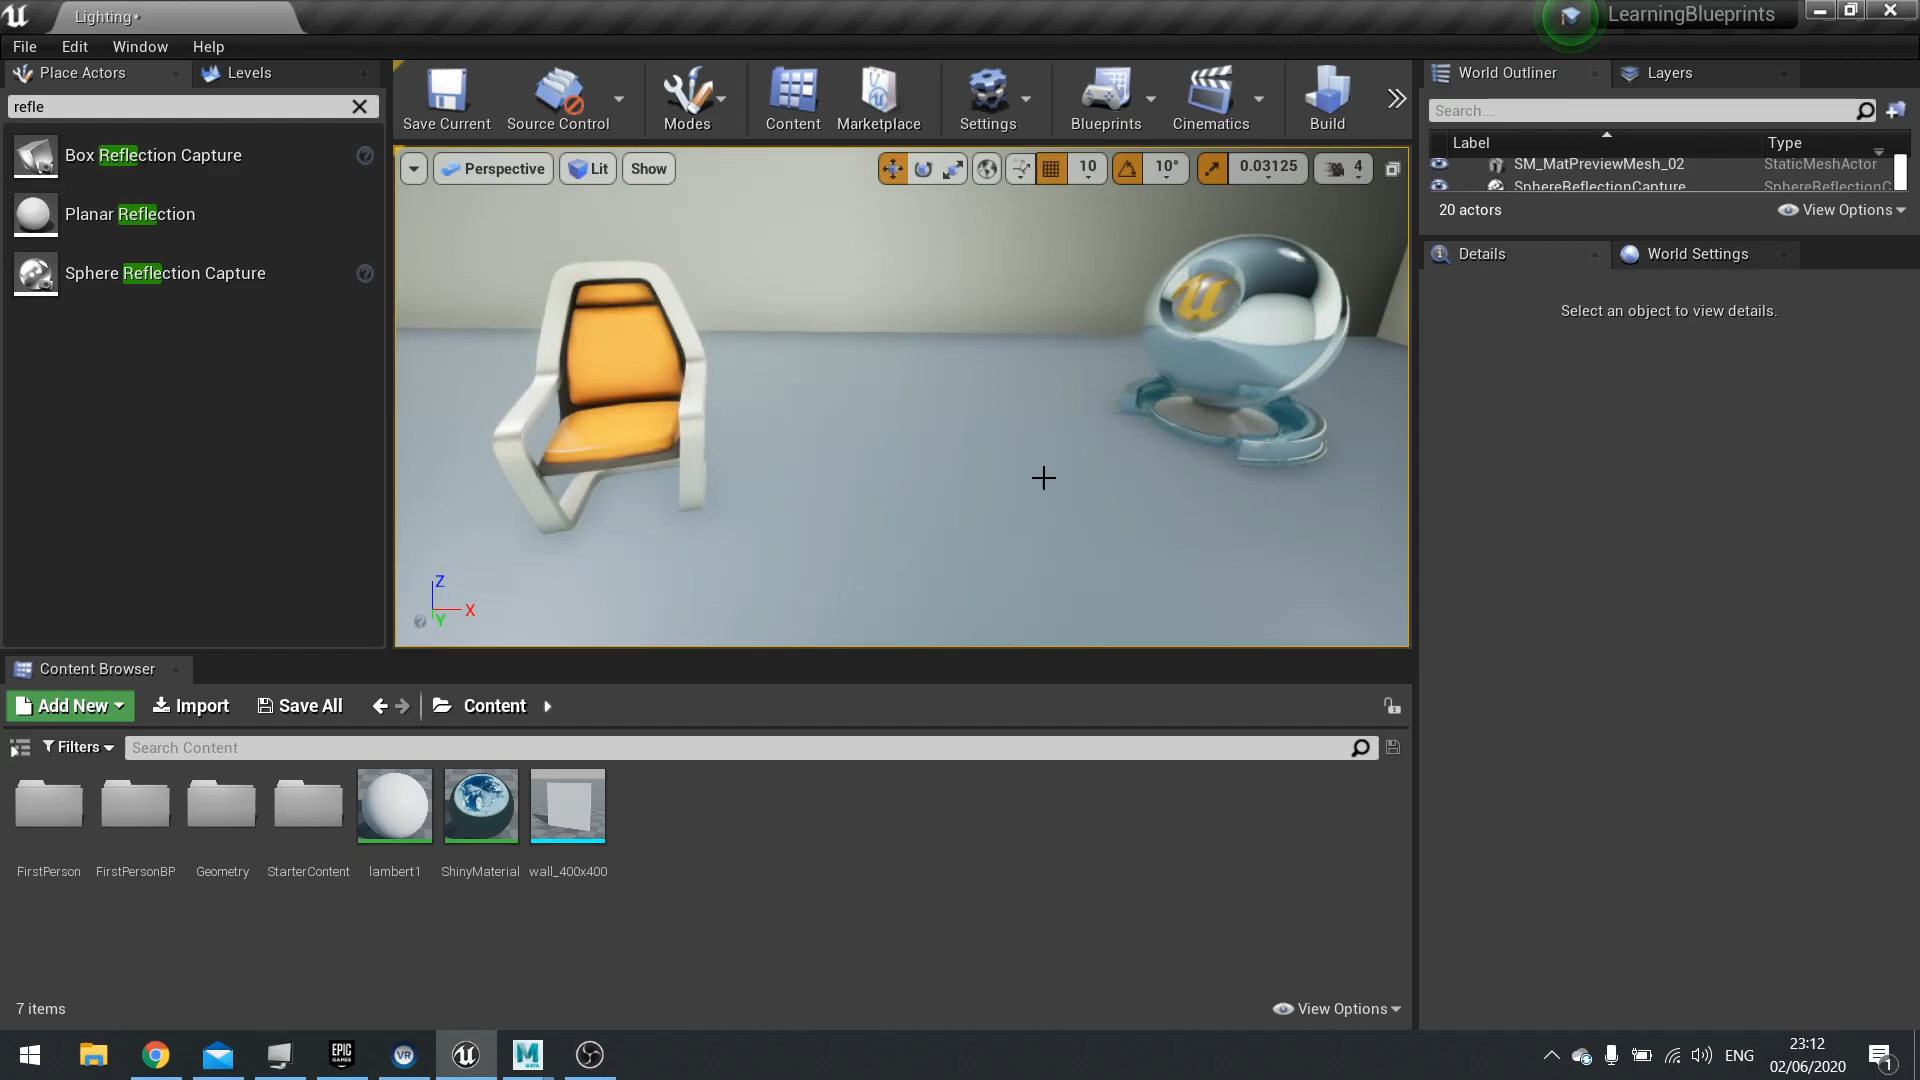 Lighting*
LearningBlueprints
File Edit Window Help
Place Actors Levels
refle
Box Reflection Capture
Planar Reflection
Sphere Reflection Capture
Save Current Source Control Modes Content Marketplace Settings Blueprints Cinematics Build
Perspective Lit Show 10 10° 0.03125 4
Z
X
Y
World Outliner Layers
Search...
Label Type
SM_MatPreviewMesh_02 StaticMeshActor
SphereReflectionCapture SphereReflectionC
20 actors View Options
Details World Settings
Select an object to view details.
Content Browser
Add New Import Save All Content
Filters Search Content
FirstPerson FirstPersonBP Geometry StarterContent lambert1 ShinyMaterial wall_400x400
7 items View Options
EPIC GAMES
VR
MAYA
ENG
23:12
02/06/2020
1